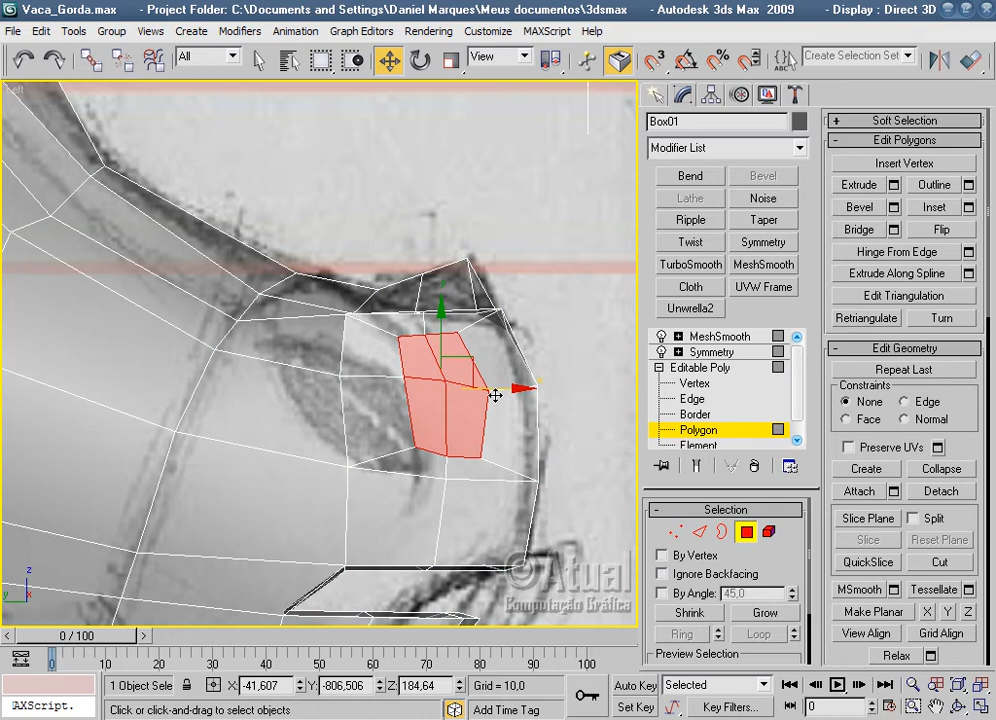 Vaca_Gorda.max - Project Folder: C:\Documents and Settings\Daniel Marques\Meus documentos\3dsmax - Autodesk 3ds Max 2009 - Display : Direct 3D
File Edit Tools Group Views Create Modifiers Animation Graph Editors Rendering Customize MAXScript Help
All View Create Selection Set
Left
Box01
Modifier List
Bend Bevel
Lathe Noise
Ripple Taper
Twist Symmetry
TurboSmooth MeshSmooth
Cloth UVW Frame
Unwrella2
MeshSmooth
Symmetry
Editable Poly
Vertex
Edge
Border
Polygon
Element
- Selection
By Vertex
Ignore Backfacing
By Angle: 45,0
Shrink Grow
Ring Loop
Preview Selection
+ Soft Selection
- Edit Polygons
Insert Vertex
Extrude Outline
Bevel Inset
Bridge Flip
Hinge From Edge
Extrude Along Spline
Edit Triangulation
Retriangulate Turn
- Edit Geometry
Repeat Last
Constraints
None Edge
Face Normal
Preserve UVs
Create Collapse
Attach Detach
Slice Plane Split
Slice Reset Plane
QuickSlice Cut
MSmooth Tessellate
Make Planar X Y Z
View Align Grid Align
Relax
z
y x
©Atual
Computação Gráfica
< 0 / 100 >
0 10 20 30 40 50 60 70 80 90 100
1 Object Sele X: -41,607 Y: -806,506 Z: 184,64 Grid = 10,0 Auto Key Selected
AXScript. Click or click-and-drag to select objects Add Time Tag Set Key Key Filters... 0